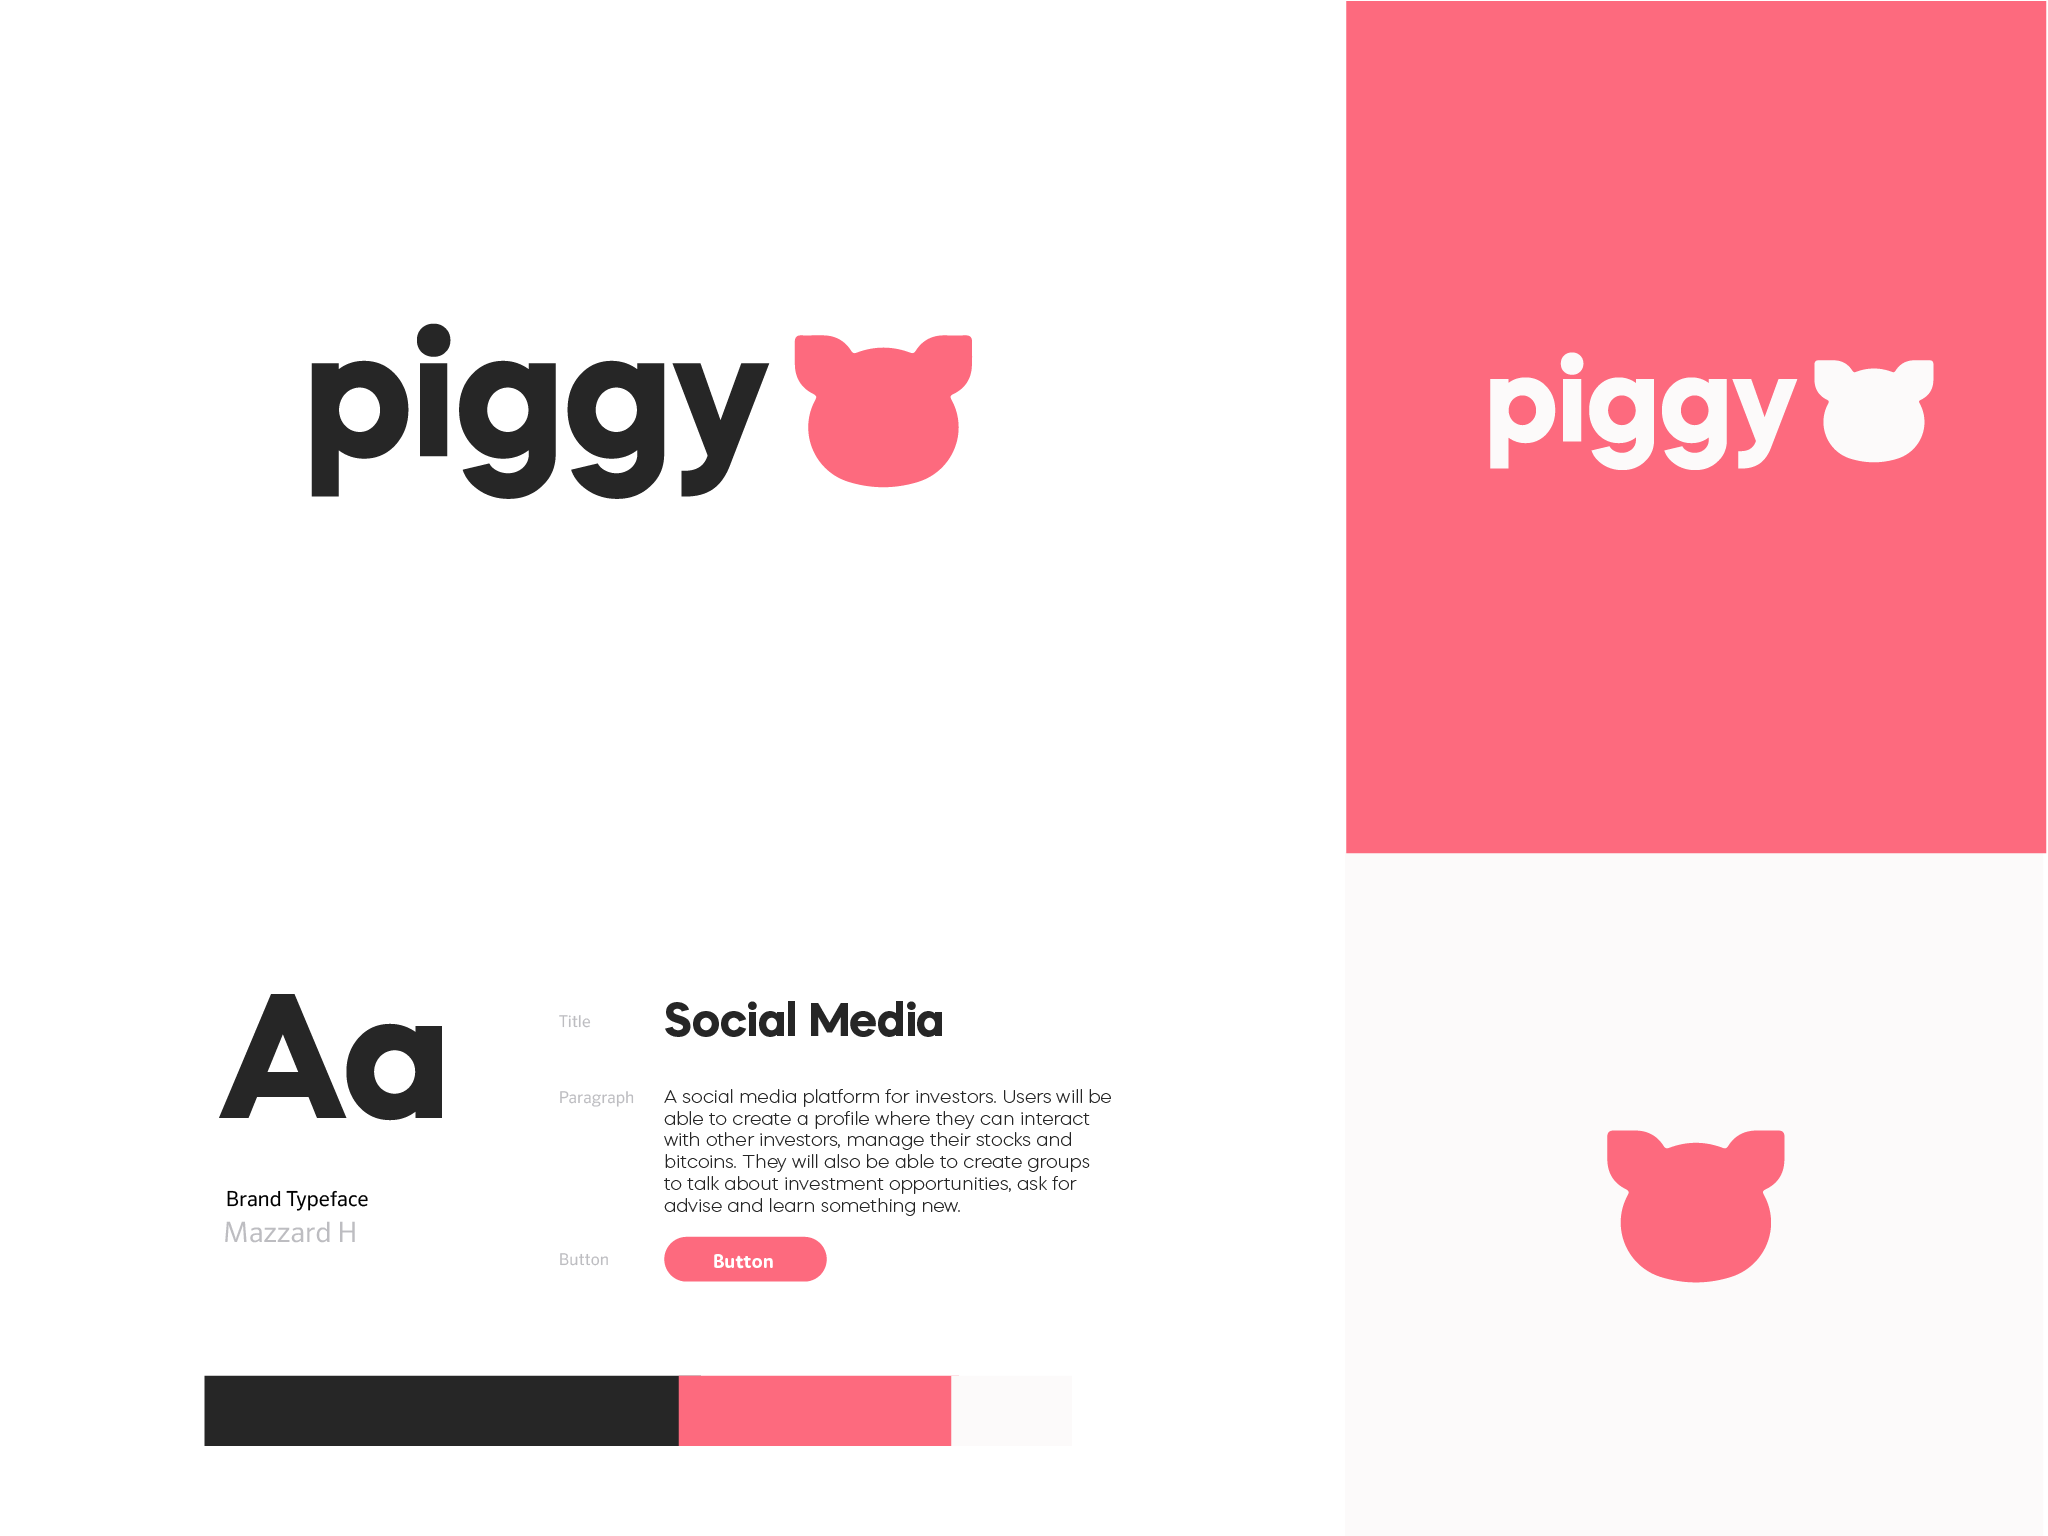 piggy
piggy
Aa
Brand Typeface
Mazzard H
Title
Social Media
Paragraph
A social media platform for investors. Users will be
able to create a profile where they can interact
with other investors, manage their stocks and
bitcoins. They will also be able to create groups
to talk about investment opportunities, ask for
advise and learn something new.
Button
Button